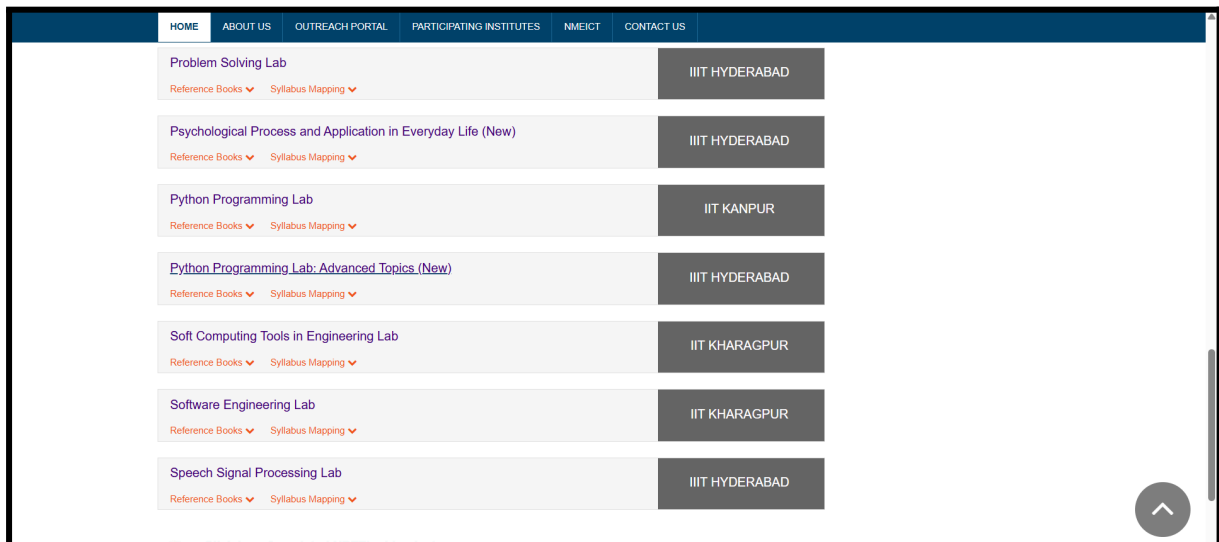 HOME ABOUT US OUTREACH PORTAL PARTICIPATING INSTITUTES NMEICT CONTACT US
Problem Solving Lab
Reference Books Syllabus Mapping
IIIT HYDERABAD
Psychological Process and Application in Everyday Life (New)
Reference Books Syllabus Mapping
IIIT HYDERABAD
Python Programming Lab
Reference Books Syllabus Mapping
IIT KANPUR
Python Programming Lab: Advanced Topics (New)
Reference Books Syllabus Mapping
IIIT HYDERABAD
Soft Computing Tools in Engineering Lab
Reference Books Syllabus Mapping
IIT KHARAGPUR
Software Engineering Lab
Reference Books Syllabus Mapping
IIT KHARAGPUR
Speech Signal Processing Lab
Reference Books Syllabus Mapping
IIIT HYDERABAD